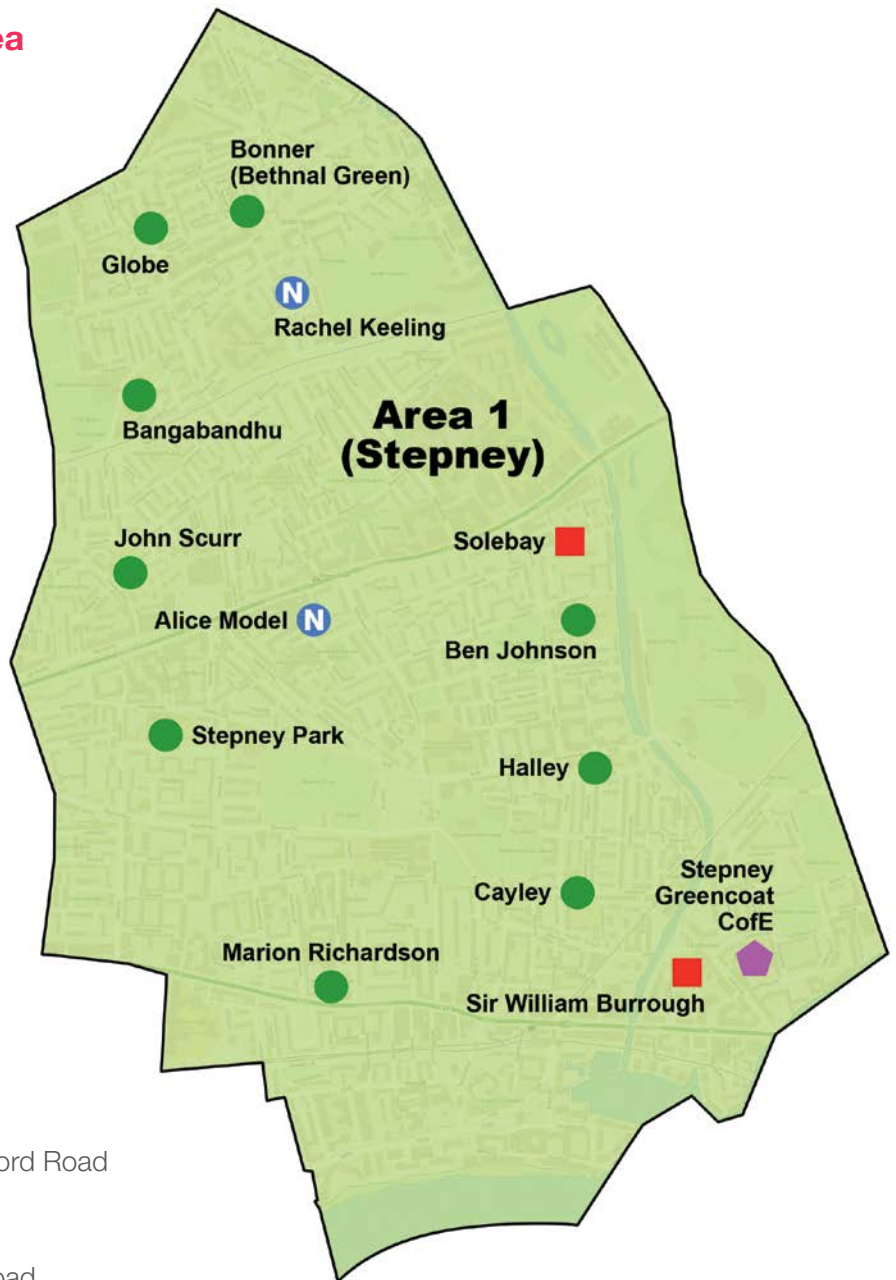 ea
Bonner
(Bethnal Green)
Globe
N
Rachel Keeling
Bangabandhu
Area 1
(Stepney)
John Scurr
Solebay
Alice Model N
Ben Johnson
Stepney Park
Halley
Cayley
Stepney
Greencoat
CofE
Marion Richardson
Sir William Burrough
ord Road
oad